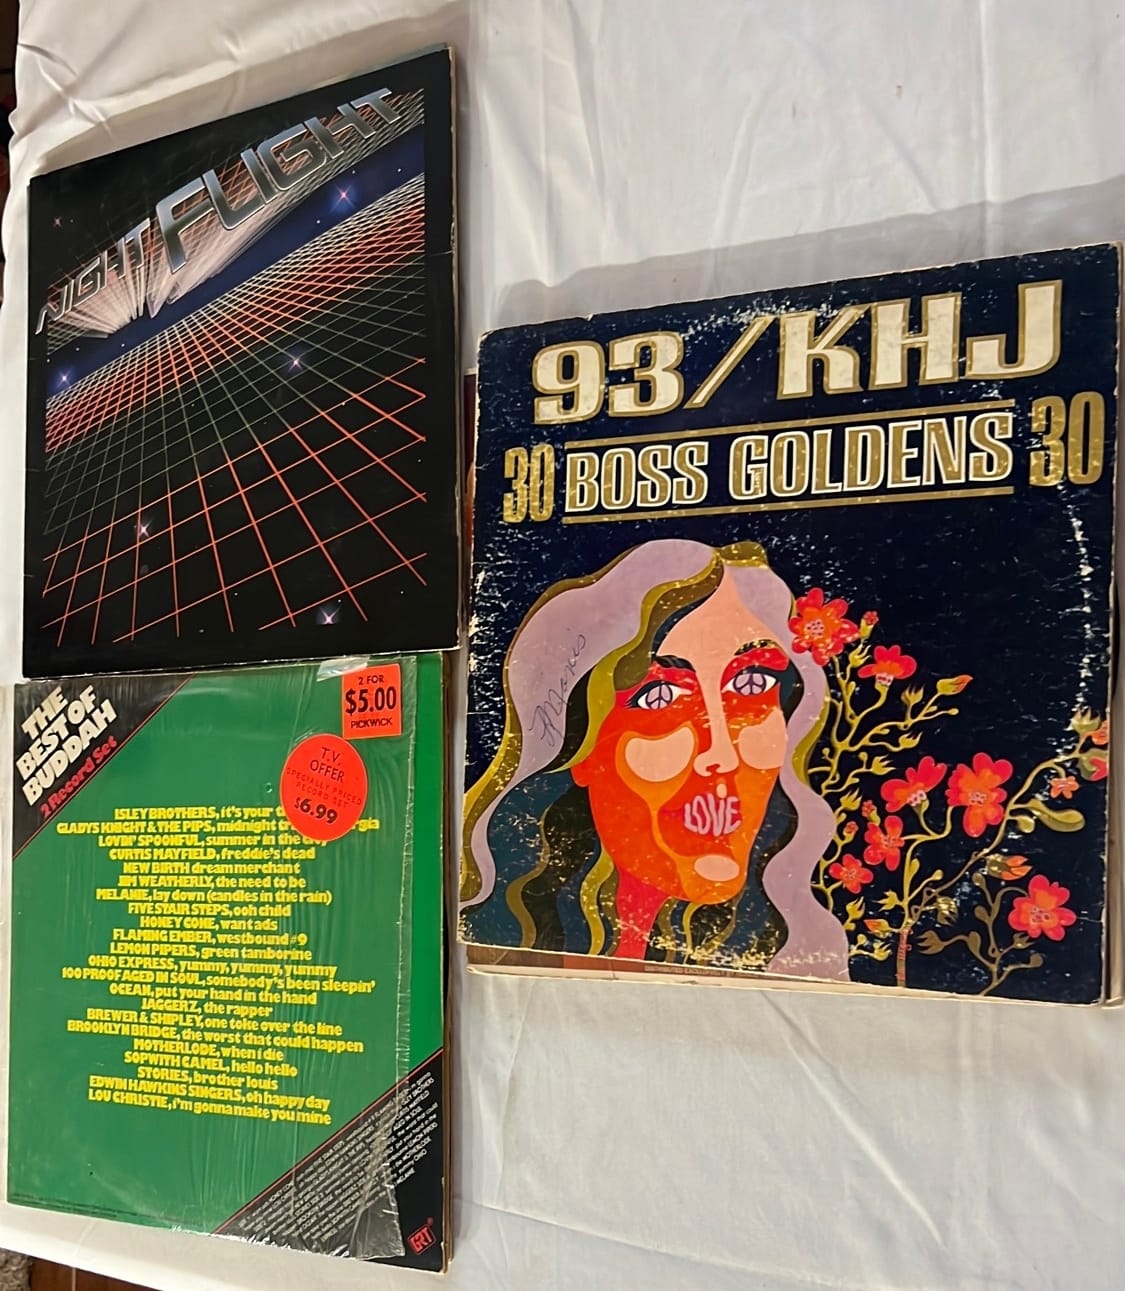 NIGHT FLIGHT
93/KHJ
30 BOSS GOLDENS 30
LOVE
THE
BEST OF
BUDDAH
2 Record Set
2 FOR
$5.00
PICKWICK
T.V.
OFFER
SPECIALLY PRICED
RECORD SET
$6.99
ISLEY BROTHERS, it's your
GLADYS KNIGHT & THE PIPS, midnight
LOVIN' SPOONFUL, summer in the
CURTIS MAYFIELD, freddie's dead
NEW BIRTH dream merchant
JIM WEATHERLY, the need to be
MELANIE, lay down (candles in the rain)
FIVE STAIR STEPS, ooh child
HONEY CONE, want ads
FLAMING EMBER, westbound #9
LEMON PIPERS, green tamborine
OHIO EXPRESS, yummy, yummy, yummy
100 PROOF AGED IN SOUL, somebody's been sleepin'
OCEAN, put your hand in the hand
JAGGERZ, the rapper
BREWER & SHIPLEY, one toke over the line
BROOKLYN BRIDGE, the worst that could happen
MOTHERLODE, when i die
SOPWITH CAMEL, hello hello
STORIES, brother louis
EDWIN HAWKINS SINGERS, oh happy day
LOU CHRISTIE, i'm gonna make you mine
GRT